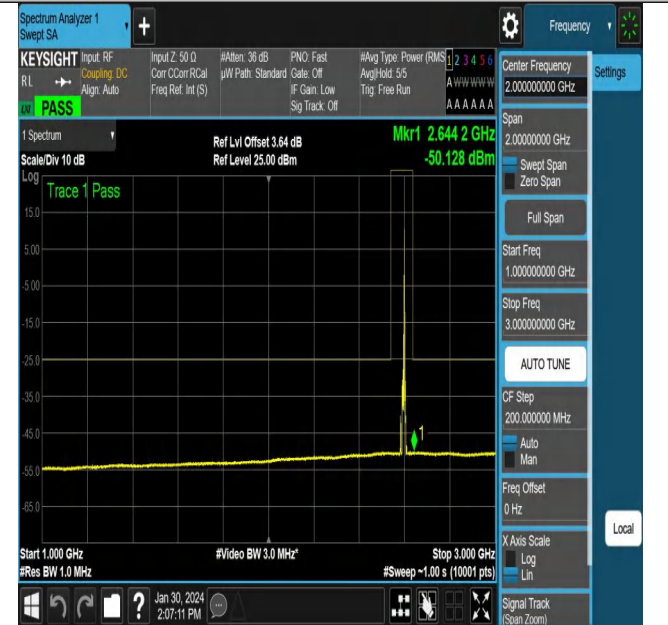 Spectrum Analyzer 1
Swept SA
+
Frequency
KEYSIGHT
RL
LXI PASS
Input: RF
Coupling: DC
Align: Auto
Input Z: 50 Ω
Corr CCorr RCal
Freq Ref: Int (S)
#Atten: 36 dB
µW Path: Standard
PNO: Fast
Gate: Off
IF Gain: Low
Sig Track: Off
#Avg Type: Power (RMS
Avg|Hold: 5/5
Trig: Free Run
1 2 3 4 5 6
A W W W W W
A A A A A A
1 Spectrum
Scale/Div 10 dB
Ref Lvl Offset 3.64 dB
Ref Level 25.00 dBm
Mkr1 2.644 2 GHz
-50.128 dBm
Log
Trace 1 Pass
15.0
5.00
-5.00
-15.0
-25.0
-35.0
-45.0
-55.0
-65.0
1
Start 1.000 GHz
#Res BW 1.0 MHz
#Video BW 3.0 MHz*
Stop 3.000 GHz
#Sweep ~1.00 s (10001 pts)
Center Frequency
2.000000000 GHz
Settings
Span
2.00000000 GHz
Swept Span
Zero Span
Full Span
Start Freq
1.000000000 GHz
Stop Freq
3.000000000 GHz
AUTO TUNE
CF Step
200.000000 MHz
Auto
Man
Freq Offset
0 Hz
X Axis Scale
Log
Lin
Local
Signal Track
(Span Zoom)
?
Jan 30, 2024
2:07:11 PM